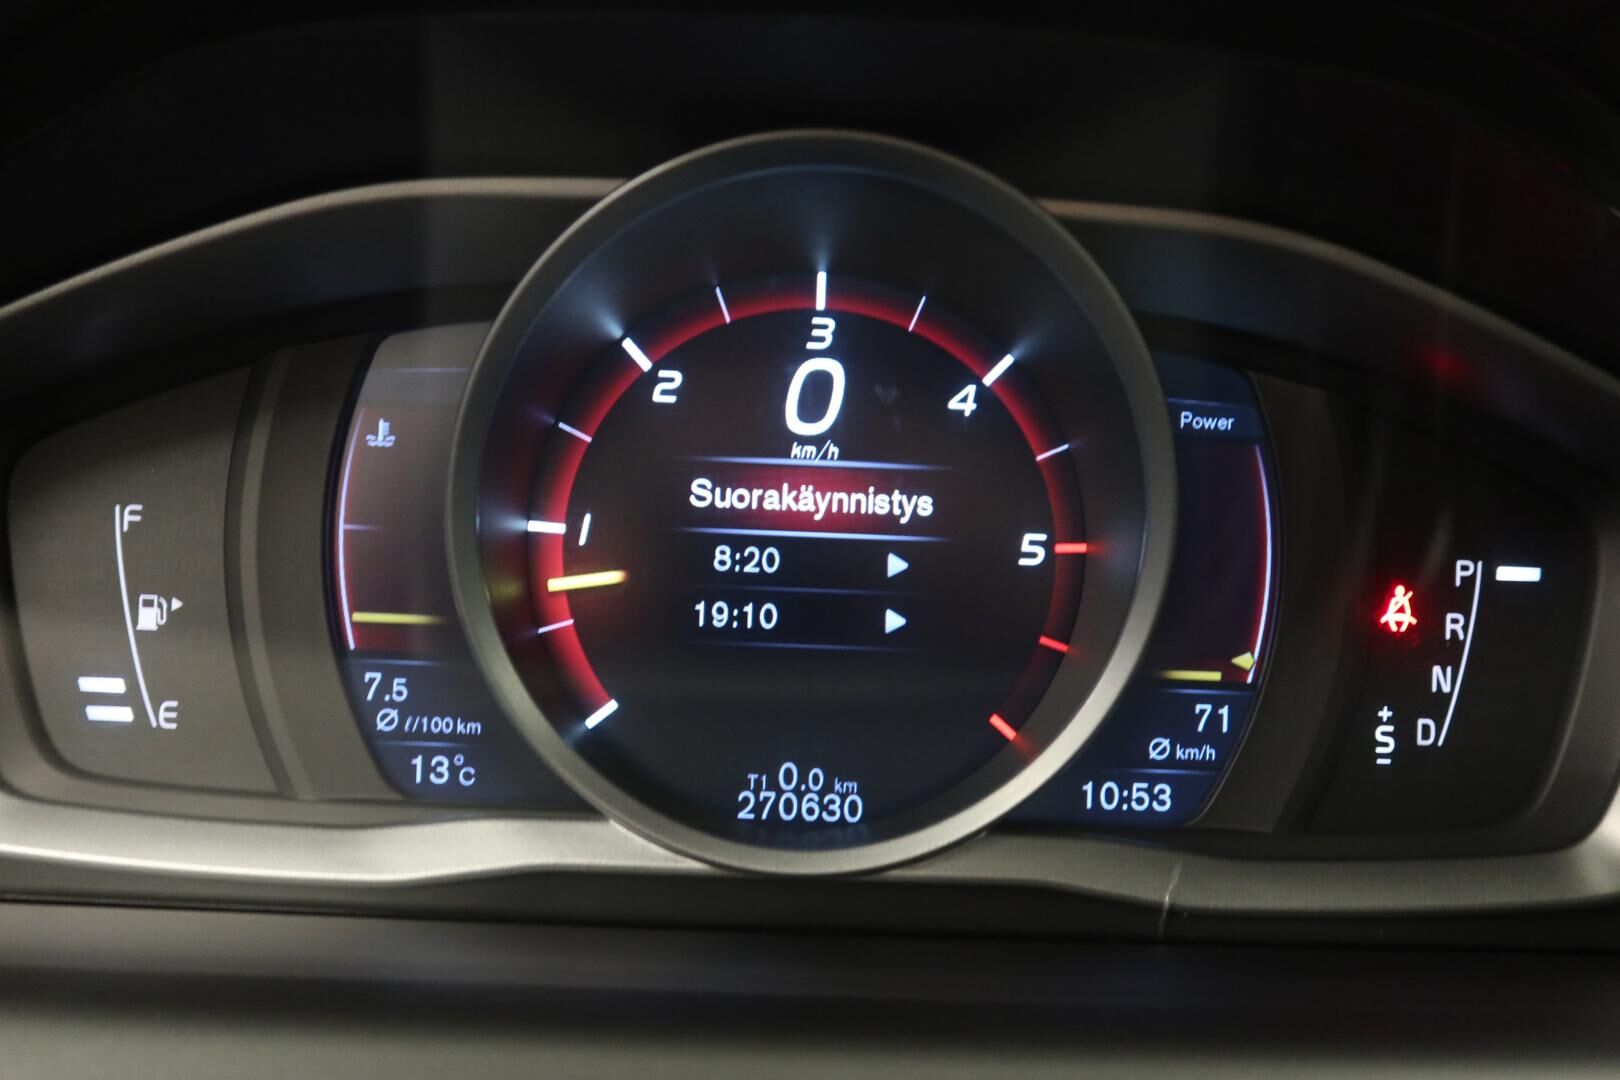 3
2
4
0
km/h
Power
Suorakäynnistys
F
1
5
8:20
19:10
P
R
N
D
E
+
S
-
7.5
Ø l/100 km
13°C
71
Ø km/h
10:53
T1 0.0 km
270630